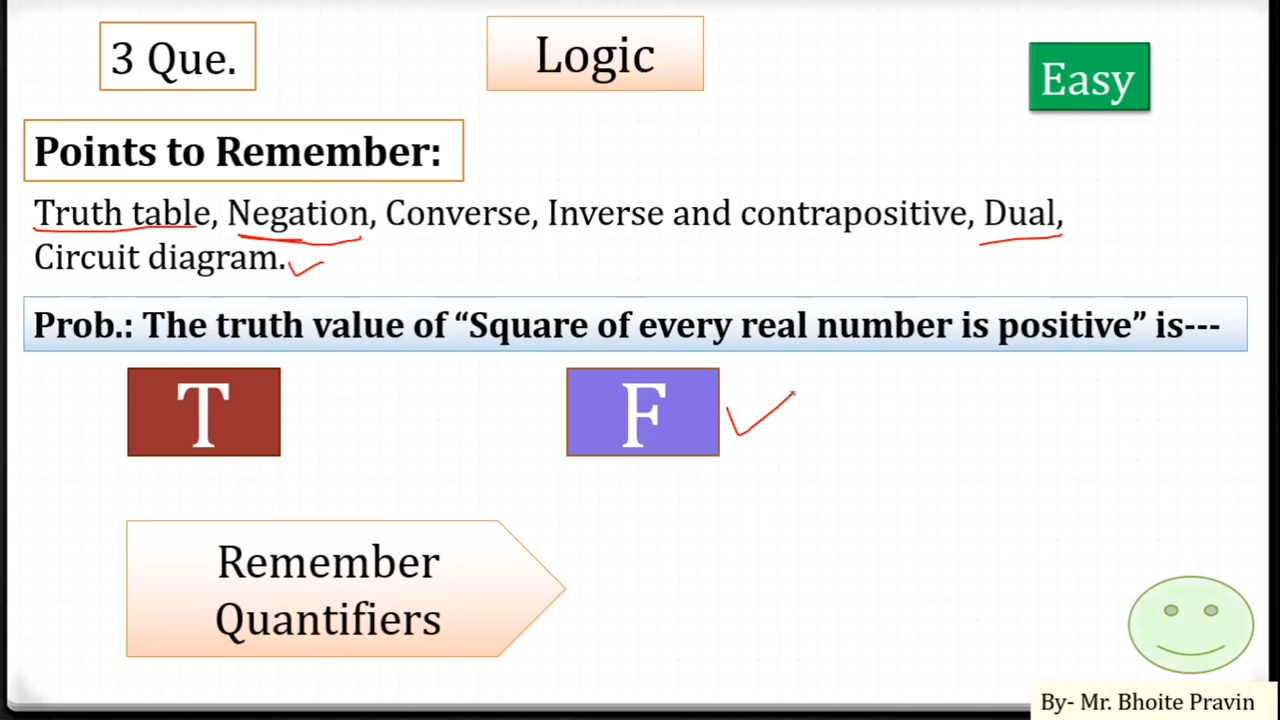 3 Que.
Logic
Easy
Points to Remember:
Truth table, Negation, Converse, Inverse and contrapositive, Dual,
Circuit diagram.
Prob.: The truth value of “Square of every real number is positive” is---
T
F
Remember
Quantifiers
By- Mr. Bhoite Pravin